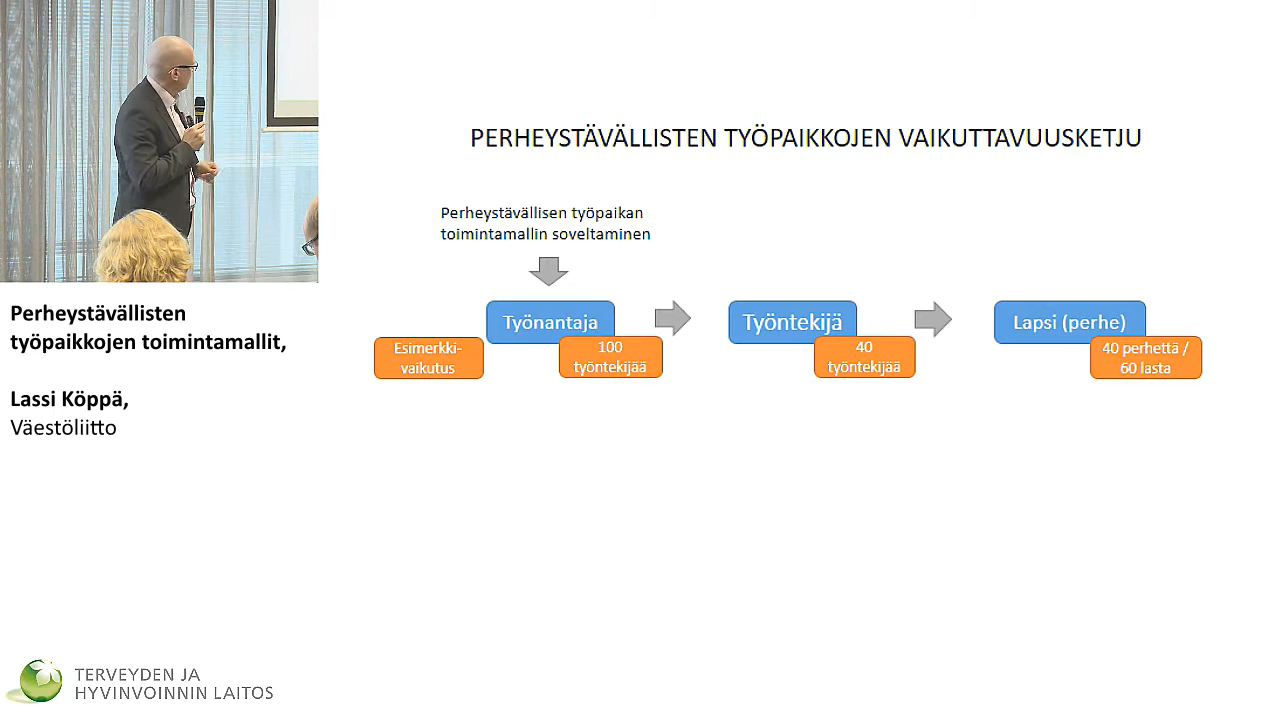 PERHEYSTÄVÄLLISTEN TYÖPAIKKOJEN VAIKUTTAVUUSKETJU
Perheystävällisen työpaikan
toimintamallin soveltaminen
Työnantaja
Työntekijä
Lapsi (perhe)
Esimerkki-
vaikutus
100
työntekijää
40
työntekijää
40 perhettä /
60 lasta
Perheystävällisten
työpaikkojen toimintamallit,
Lassi Köppä,
Väestöliitto
TERVEYDEN JA
HYVINVOINNIN LAITOS